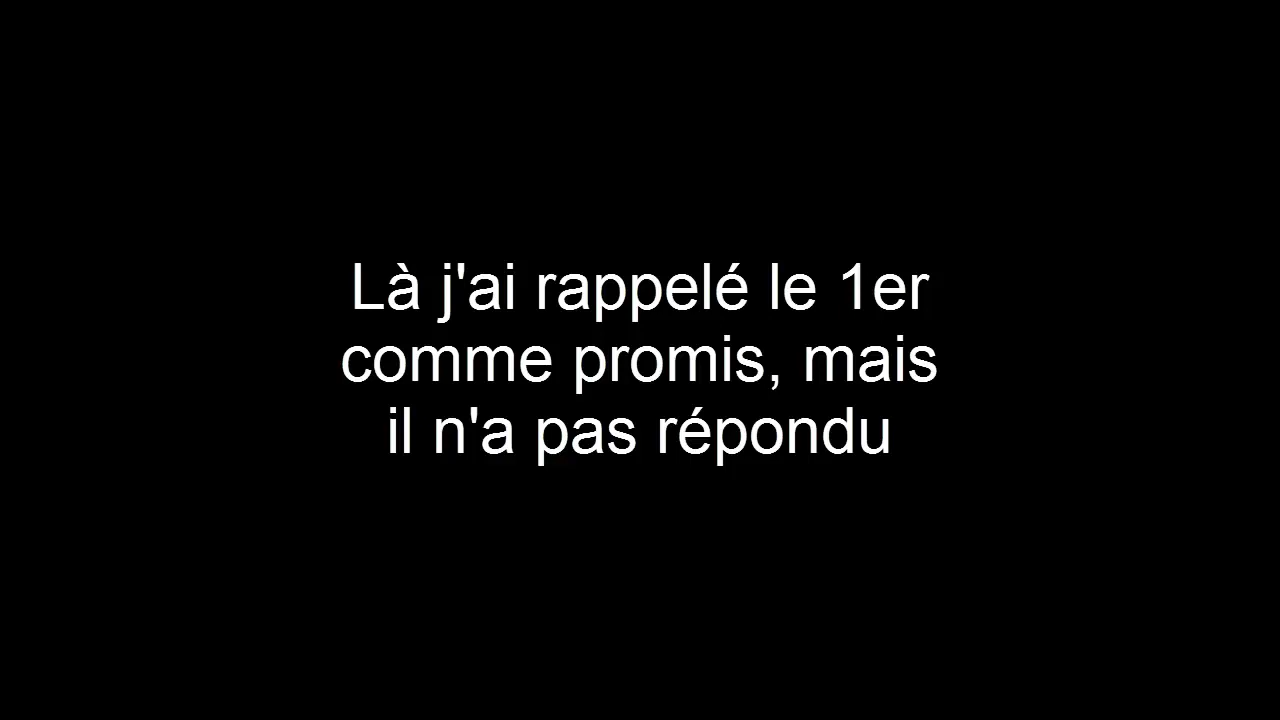 Là j'ai rappelé le 1er
comme promis, mais
il n'a pas répondu